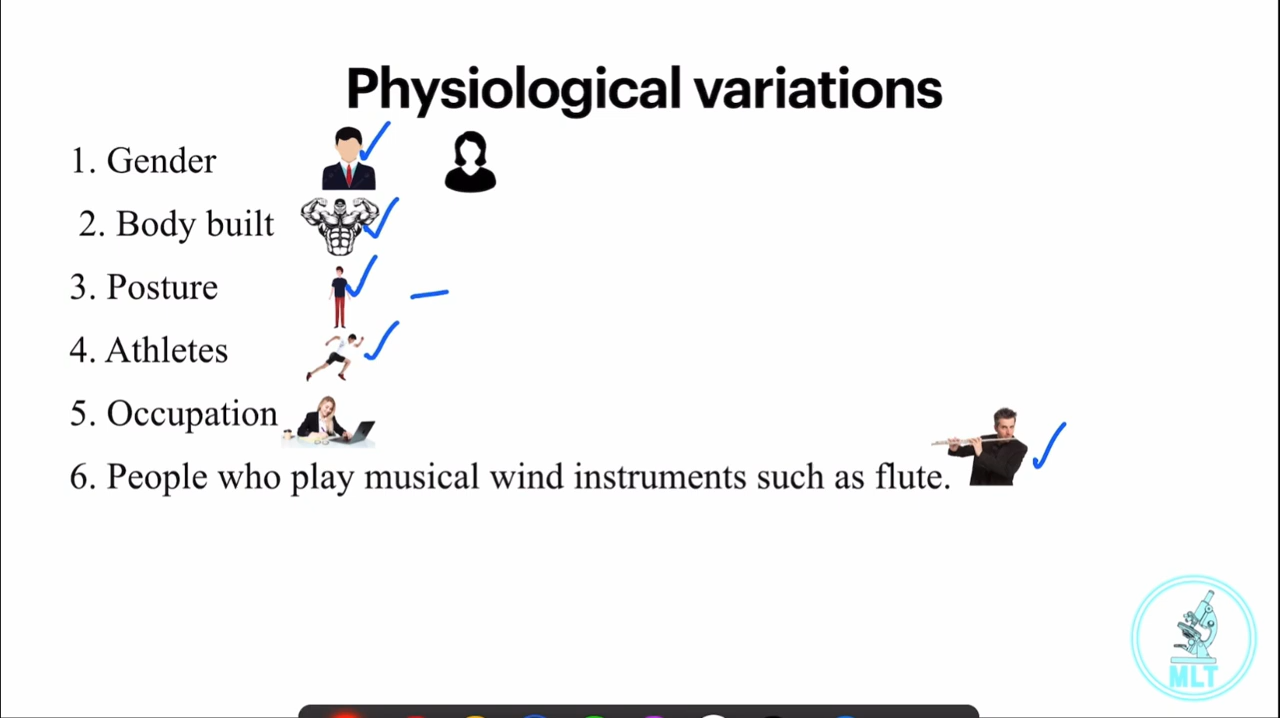 Physiological variations
1. Gender
2. Body built
3. Posture
4. Athletes
5. Occupation
6. People who play musical wind instruments such as flute.
MLT